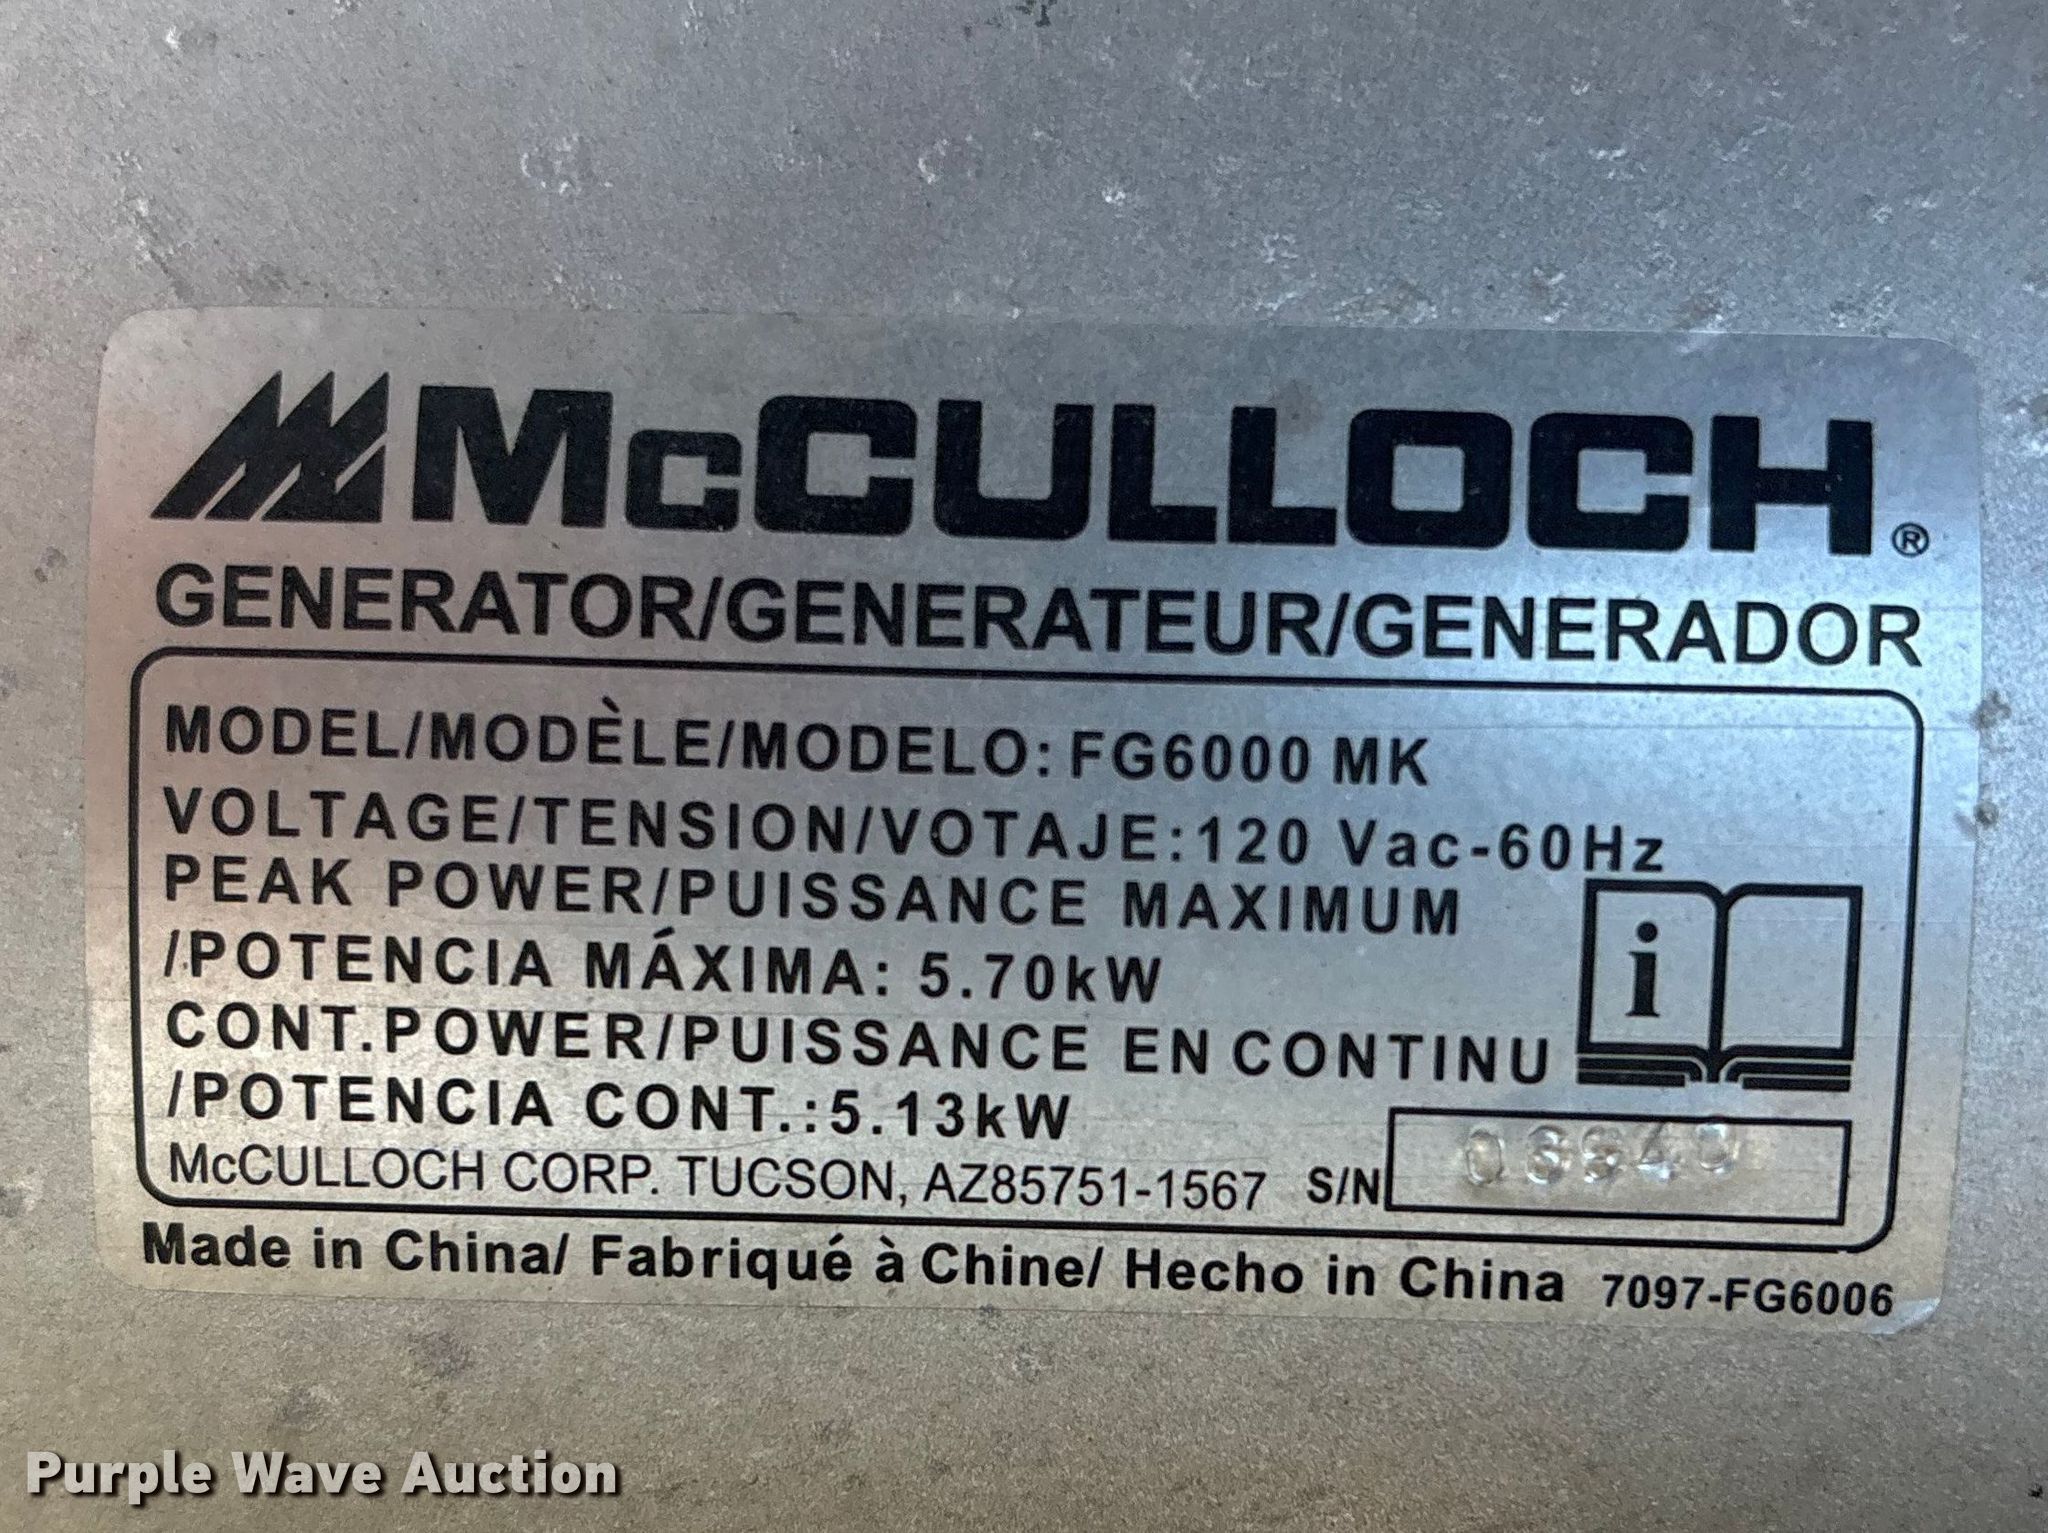 McCULLOCH®
GENERATOR/GENERATEUR/GENERADOR
MODEL/MODÈLE/MODELO: FG6000 MK
VOLTAGE/TENSION/VOTAJE:120 Vac-60Hz
PEAK POWER/PUISSANCE MAXIMUM
/POTENCIA MÁXIMA: 5.70kW
i
CONT.POWER/PUISSANCE EN CONTINU
/POTENCIA CONT.:5.13kW
McCULLOCH CORP. TUCSON, AZ85751-1567 S/N
Made in China/ Fabriqué à Chine/ Hecho in China 7097-FG6006
Purple Wave Auction